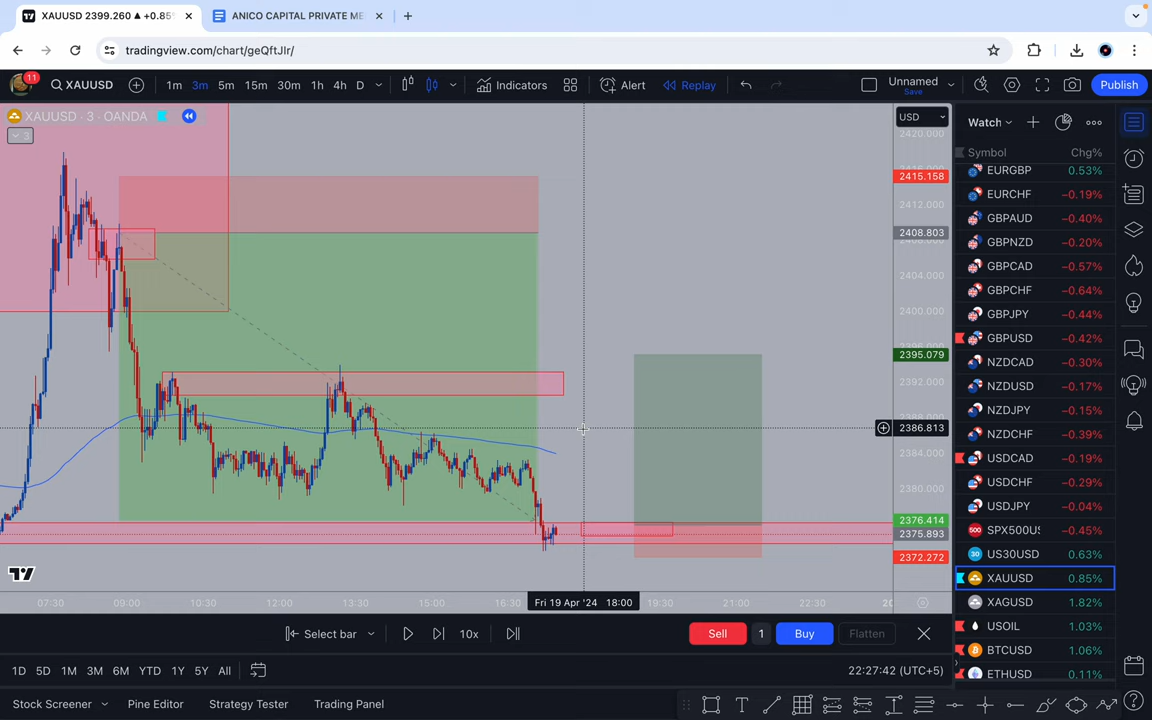 XAUUSD 2399.260 ▲ +0.85%
ANICO CAPITAL PRIVATE ME
tradingview.com/chart/geQftJIr/
11
XAUUSD
1m 3m 5m 15m 30m 1h 4h D
Indicators
Alert
Replay
Unnamed
Save
Publish
XAUUSD · 3 · OANDA
3
USD
2420.000
2415.158
2412.000
2408.803
2404.000
2400.000
2395.079
2392.000
2386.813
2384.000
2380.000
2376.414
2375.893
2372.272
07:30 09:00 10:30 12:00 13:30 15:00 16:30 Fri 19 Apr '24 18:00 19:30 21:00 22:30
Watch
Symbol Chg%
EURGBP 0.53%
EURCHF −0.19%
GBPAUD −0.40%
GBPNZD −0.20%
GBPCAD −0.57%
GBPCHF −0.64%
GBPJPY −0.44%
GBPUSD −0.42%
NZDCAD −0.30%
NZDUSD −0.17%
NZDJPY −0.15%
NZDCHF −0.39%
USDCAD −0.19%
USDCHF −0.29%
USDJPY −0.04%
SPX500US −0.45%
US30USD 0.63%
XAUUSD 0.85%
XAGUSD 1.82%
USOIL 1.03%
BTCUSD 1.06%
ETHUSD 0.11%
Select bar
10x
Sell 1 Buy Flatten
1D 5D 1M 3M 6M YTD 1Y 5Y All
22:27:42 (UTC+5)
Stock Screener Pine Editor Strategy Tester Trading Panel